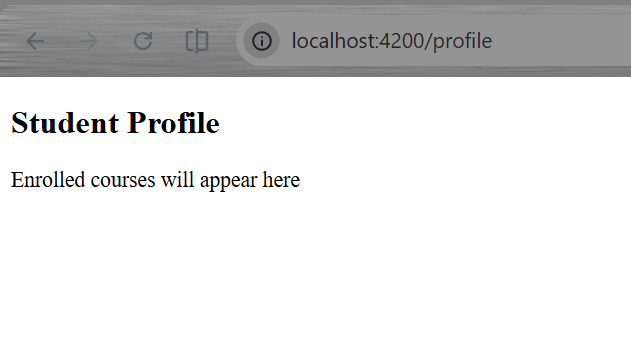 localhost:4200/profile
Student Profile
Enrolled courses will appear here